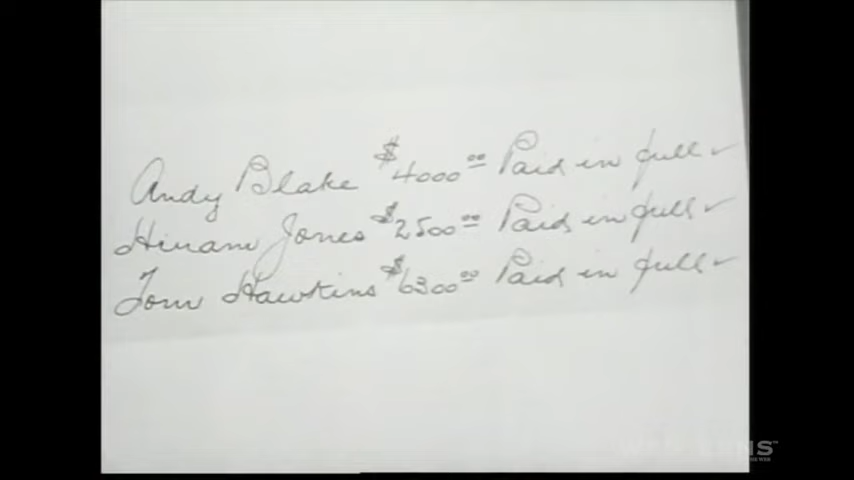 Andy Blake $4000.00 Paid in full ✓
Hiram Jones $2500.00 Paid in full ✓
Tom Hawkins $6300.00 Paid in full ✓